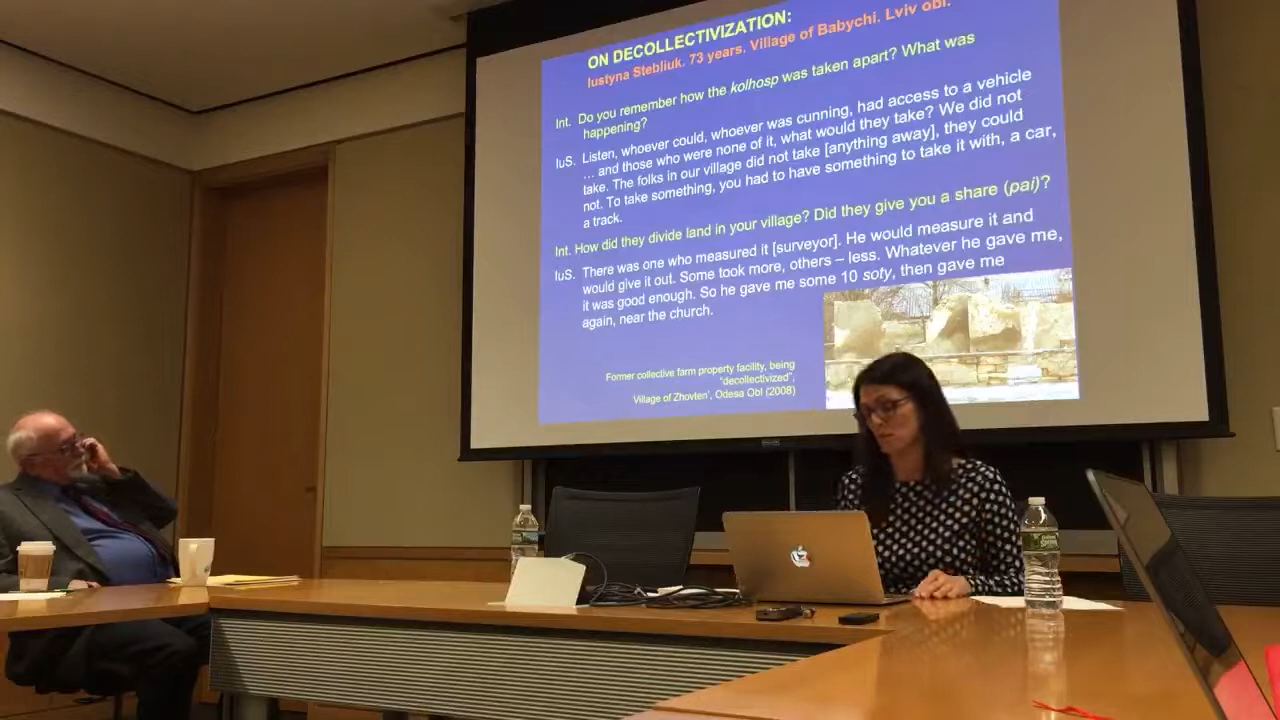 ON DECOLLECTIVIZATION:
Iustyna Stebliuk. 73 years. Village of Babychi. Lviv obl.
Int. Do you remember how the kolhosp was taken apart? What was
happening?
IuS. Listen, whoever could, whoever was cunning, had access to a vehicle
… and those who were none of it, what would they take? We did not
take. The folks in our village did not take [anything away], they could
not. To take something, you had to have something to take it with, a car,
a track.
Int. How did they divide land in your village? Did they give you a share (pai)?
IuS. There was one who measured it [surveyor]. He would measure it and
would give it out. Some took more, others – less. Whatever he gave me,
it was good enough. So he gave me some 10 soty, then gave me
again, near the church.
Former collective farm property facility, being
"decollectivized",
Village of Zhovten', Odesa Obl (2008)